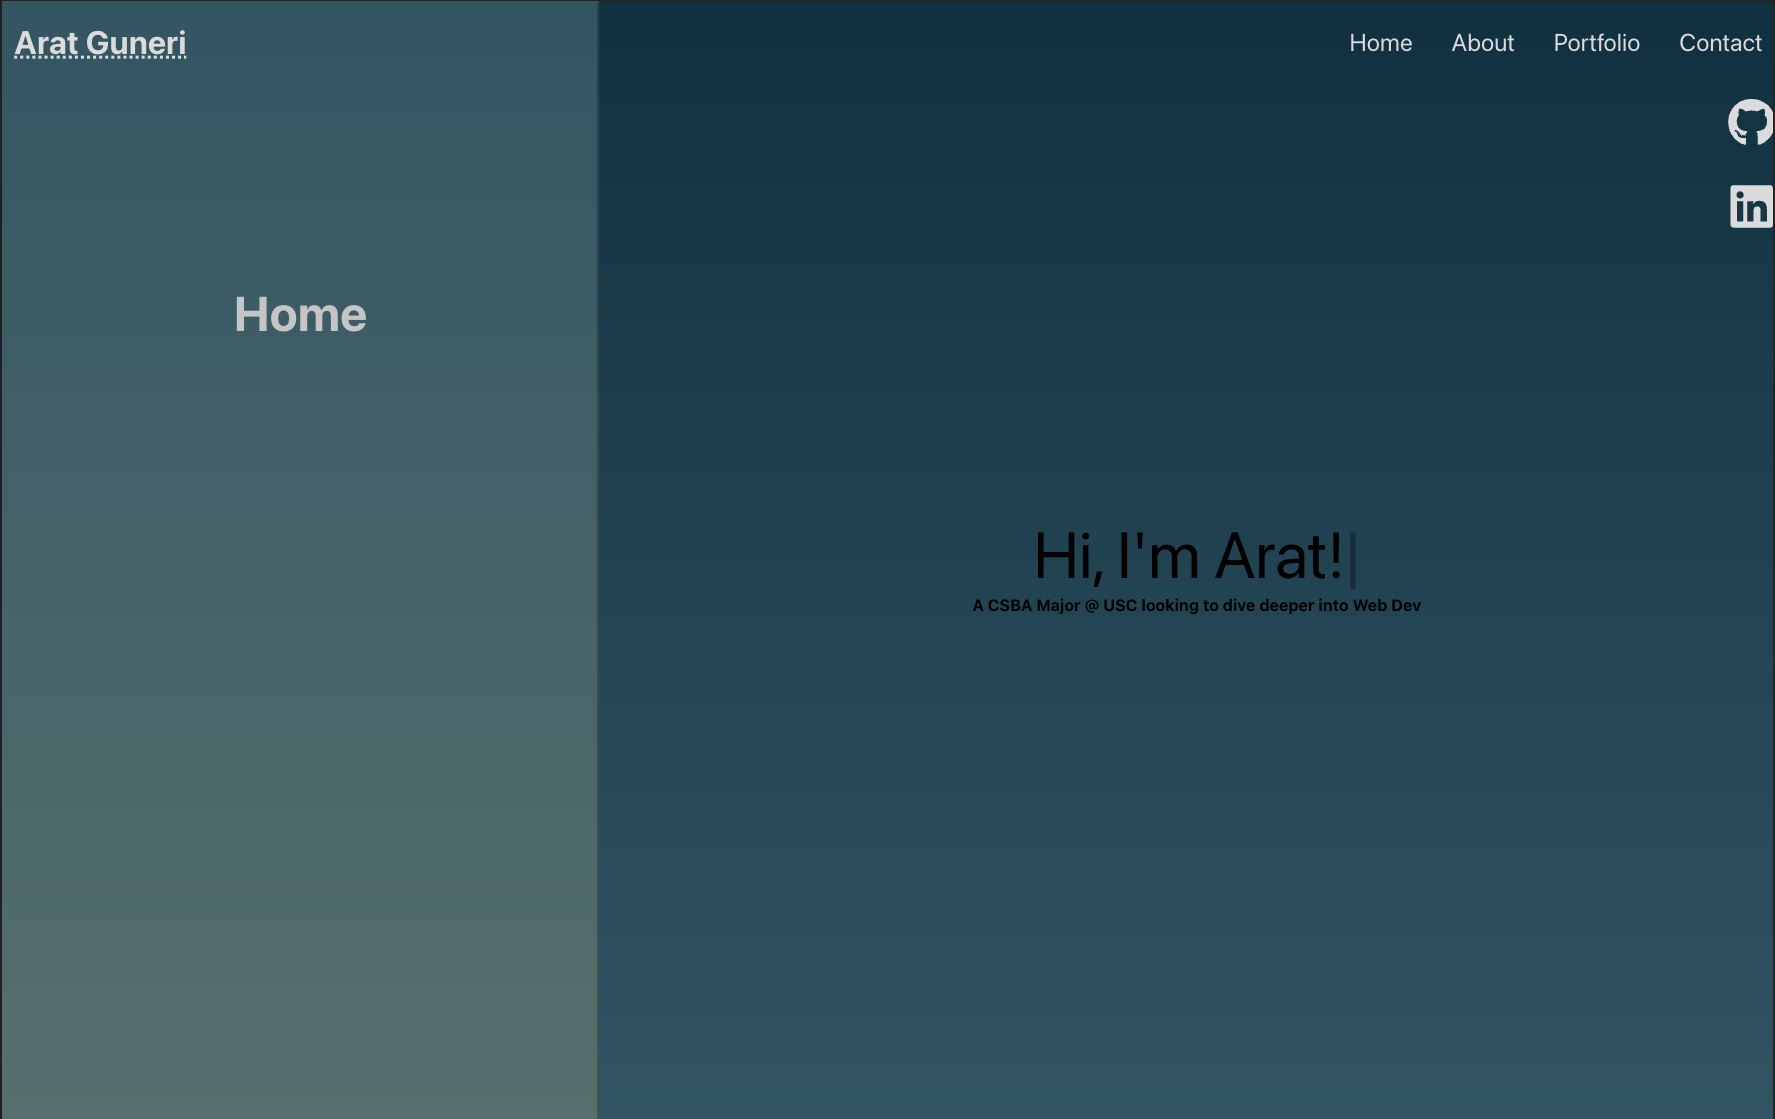 Arat Guneri
Home About Portfolio Contact
in
Home
Hi, I'm Arat!|
A CSBA Major @ USC looking to dive deeper into Web Dev